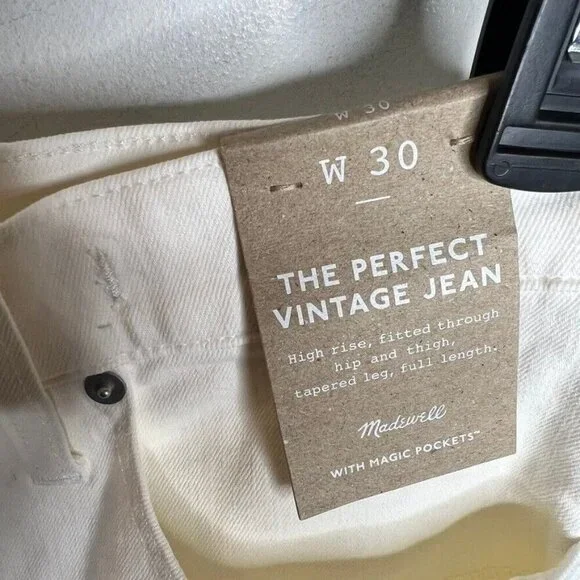 W 30
W 30
THE PERFECT
VINTAGE JEAN
High rise, fitted through
hip and thigh,
tapered leg, full length.
Madewell
WITH MAGIC POCKETS™